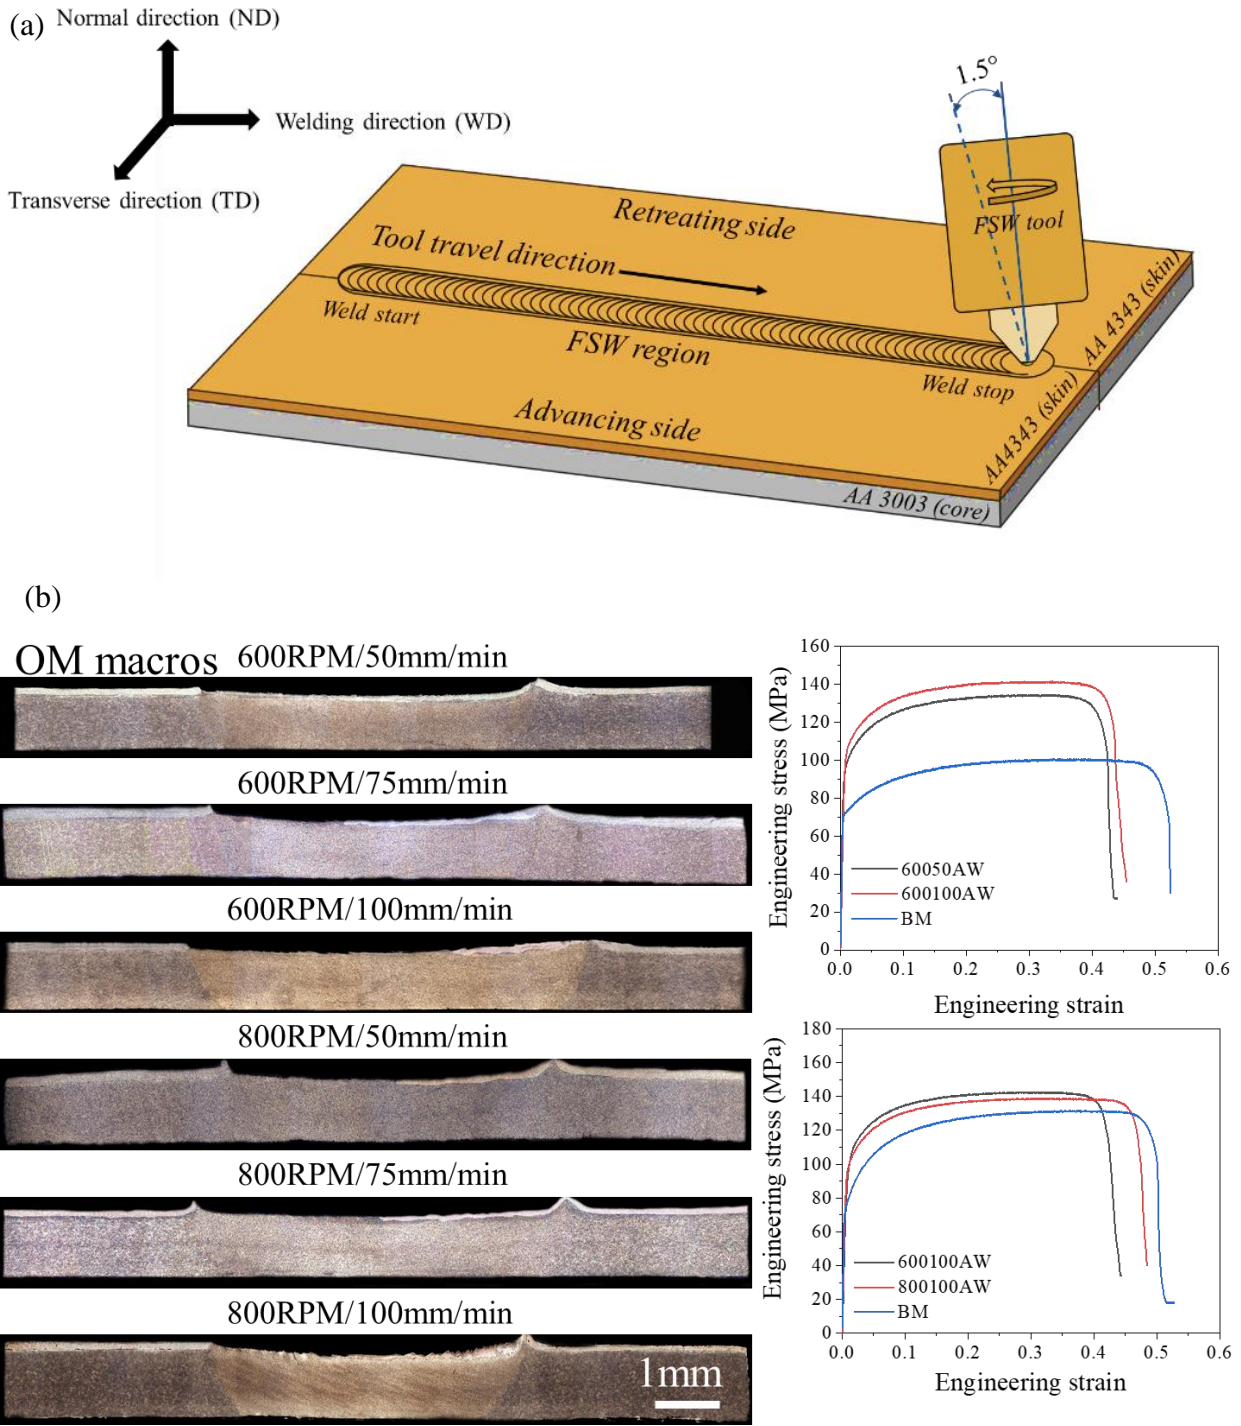 (a)
Normal direction (ND)
Welding direction (WD)
Transverse direction (TD)
1.5°
FSW tool
Retreating side
Tool travel direction
Weld start
FSW region
Weld stop
Advancing side
AA 4343 (skin)
AA4343 (skin)
AA 3003 (core)
(b)
OM macros
600RPM/50mm/min
600RPM/75mm/min
600RPM/100mm/min
800RPM/50mm/min
800RPM/75mm/min
800RPM/100mm/min
1mm
Engineering stress (MPa)
160
140
120
100
80
60
40
20
0
60050AW
600100AW
BM
0.0 0.1 0.2 0.3 0.4 0.5 0.6
Engineering strain
Engineering stress (MPa)
180
160
140
120
100
80
60
40
20
0
600100AW
800100AW
BM
0.0 0.1 0.2 0.3 0.4 0.5 0.6
Engineering strain